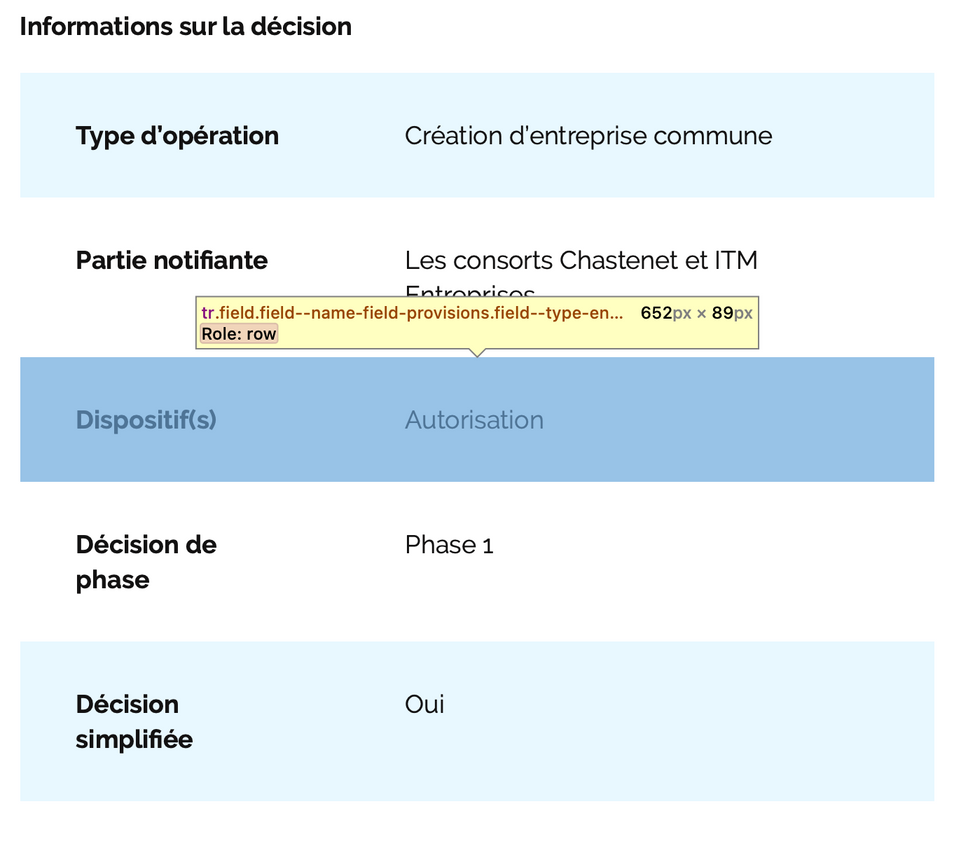 Informations sur la décision
Type d’opération Création d’entreprise commune
Partie notifiante Les consorts Chastenet et ITM
Entreprises
tr.field.field--name-field-provisions.field--type-en… 652px × 89px
Role: row
Dispositif(s) Autorisation
Décision de Phase 1
phase
Décision Oui
simplifiée